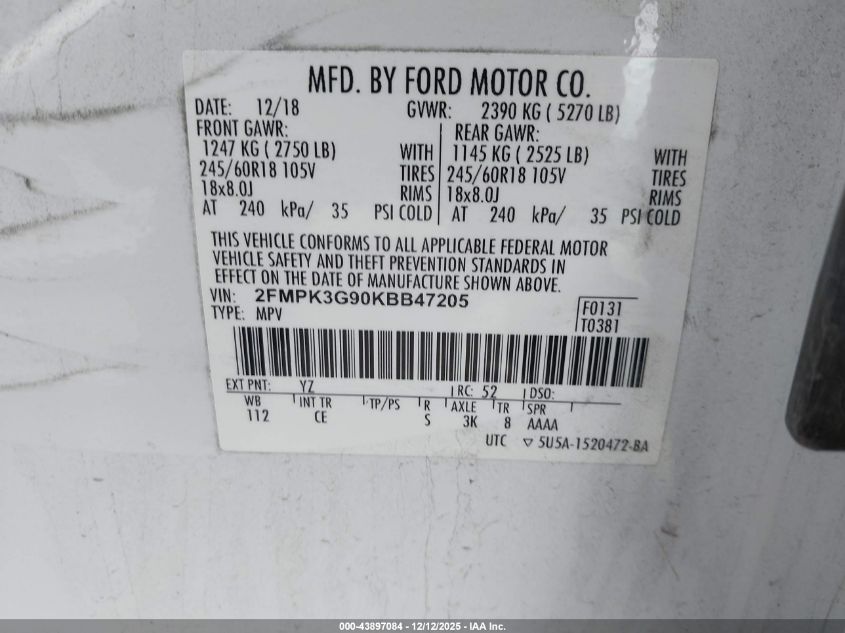 MFD. BY FORD MOTOR CO.
DATE: 12/18 GVWR: 2390 KG ( 5270 LB)
FRONT GAWR: REAR GAWR:
1247 KG ( 2750 LB) WITH 1145 KG ( 2525 LB) WITH
245/60R18 105V TIRES 245/60R18 105V TIRES
18x8.0J RIMS 18x8.0J RIMS
AT 240 kPa/ 35 PSI COLD AT 240 kPa/ 35 PSI COLD
THIS VEHICLE CONFORMS TO ALL APPLICABLE FEDERAL MOTOR
VEHICLE SAFETY AND THEFT PREVENTION STANDARDS IN
EFFECT ON THE DATE OF MANUFACTURE SHOWN ABOVE.
VIN: 2FMPK3G90KBB47205 F0131
TYPE: MPV T0381
EXT PNT: YZ RC: 52 DSO:
WB INT TR TP/PS R AXLE TR SPR
112 CE S 3K 8 AAAA
UTC ▽ 5U5A-1520472-BA
000-43897084 - 12/12/2025 - IAA Inc.